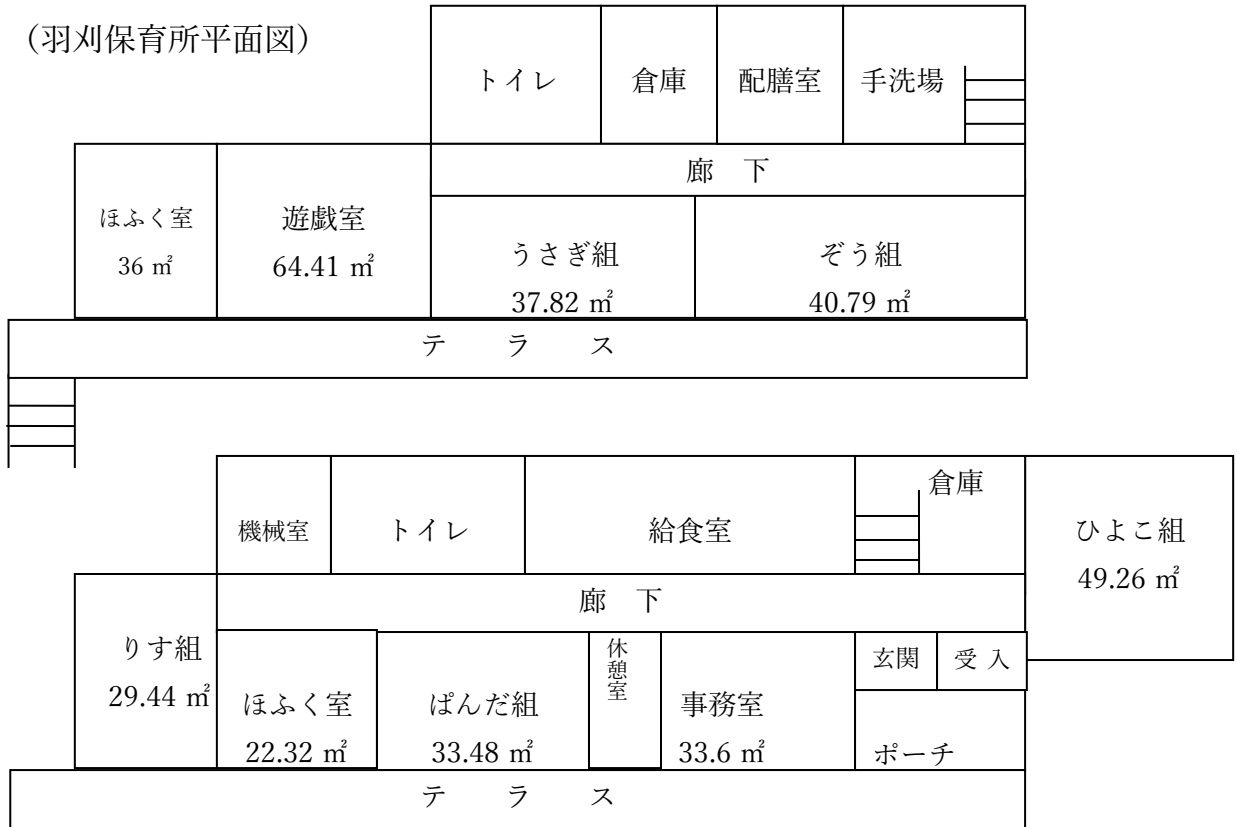 (羽刈保育所平面図)
トイレ
倉庫
配膳室
手洗場
廊 下
ほふく室
36 ㎡
遊戯室
64.41 ㎡
うさぎ組
37.82 ㎡
ぞう組
40.79 ㎡
テ ラ ス
機械室
トイレ
給食室
倉庫
ひよこ組
49.26 ㎡
廊 下
りす組
29.44 ㎡
ほふく室
22.32 ㎡
ぱんだ組
33.48 ㎡
休憩室
事務室
33.6 ㎡
玄関
受 入
ポーチ
テ ラ ス